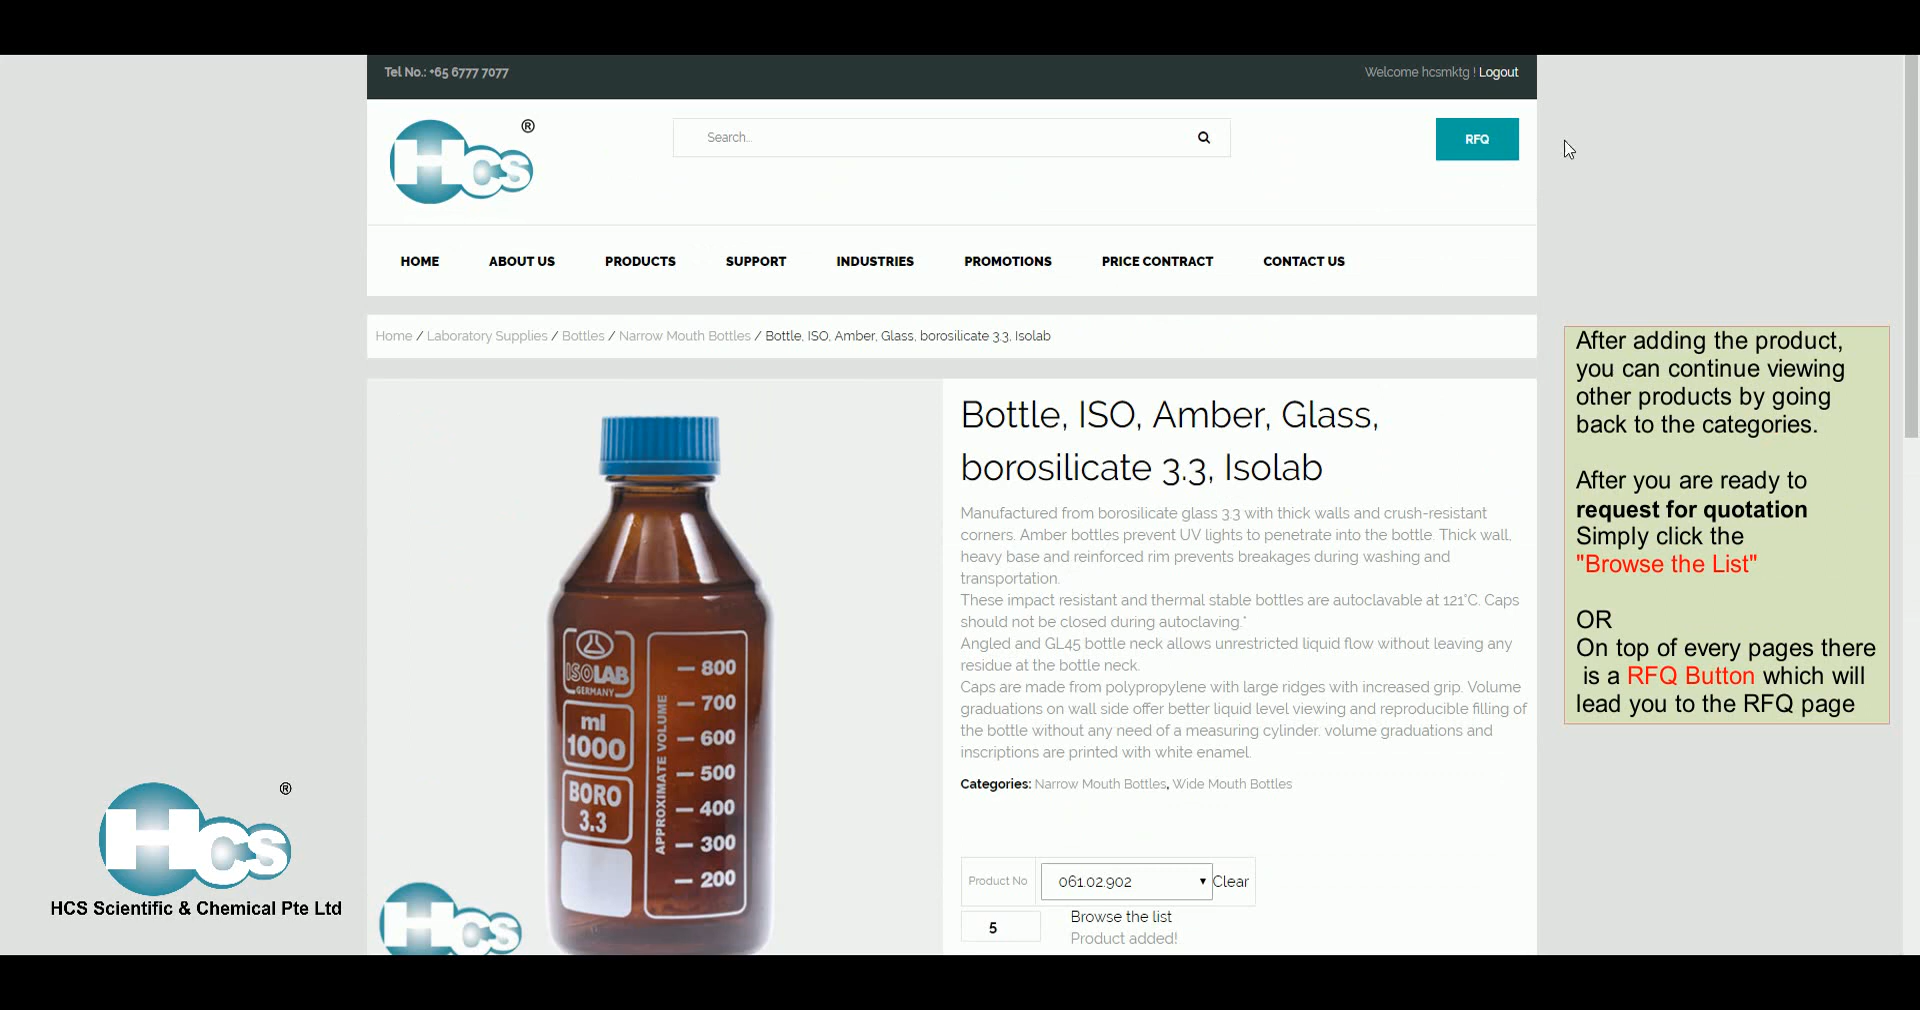 Tel No.: +65 6777 7077
Welcome hcsmktg ! Logout
Hcs ®
Search...
RFQ
HOME ABOUT US PRODUCTS SUPPORT INDUSTRIES PROMOTIONS PRICE CONTRACT CONTACT US
Home / Laboratory Supplies / Bottles / Narrow Mouth Bottles / Bottle, ISO, Amber, Glass, borosilicate 3.3, Isolab
Bottle, ISO, Amber, Glass,
borosilicate 3.3, Isolab
Manufactured from borosilicate glass 3.3 with thick walls and crush-resistant
corners. Amber bottles prevent UV lights to penetrate into the bottle. Thick wall,
heavy base and reinforced rim prevents breakages during washing and
transportation.
These impact resistant and thermal stable bottles are autoclavable at 121°C. Caps
should not be closed during autoclaving.*
Angled and GL45 bottle neck allows unrestricted liquid flow without leaving any
residue at the bottle neck.
Caps are made from polypropylene with large ridges with increased grip. Volume
graduations on wall side offer better liquid level viewing and reproducible filling of
the bottle without any need of a measuring cylinder. volume graduations and
inscriptions are printed with white enamel.
Categories: Narrow Mouth Bottles, Wide Mouth Bottles
Product No 061.02.902 Clear
5
Browse the list
Product added!
ISOLAB
GERMANY
ml
1000
BORO
3.3
APPROXIMATE VOLUME
800
700
600
500
400
300
200
Hcs
After adding the product,
you can continue viewing
other products by going
back to the categories.
After you are ready to
request for quotation
Simply click the
"Browse the List"
OR
On top of every pages there
is a RFQ Button which will
lead you to the RFQ page
Hcs ®
HCS Scientific & Chemical Pte Ltd